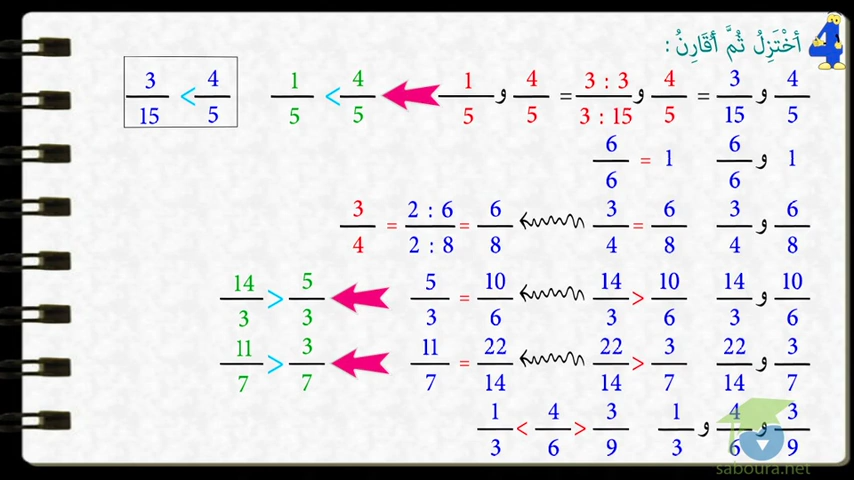 4 أَخْتَزِلُ ثُمَّ أُقَارِنُ :
4/5 و 3/15 = 4/5 و 3 : 3/15 : 3 = 4/5 و 1/5 4/5 > 1/5 4/5 > 3/15
1 و 6/6 1 = 6/6
6/8 و 3/4 6/8 = 3/4 6/8 = 6 : 2/8 : 2 = 3/4
10/6 و 14/3 10/6 < 14/3 10/6 = 5/3 5/3 < 14/3
3/7 و 22/14 3/7 < 22/14 22/14 = 11/7 3/7 < 11/7
3/9 و 4/6 و 1/3 3/9 < 4/6 > 1/3
saboura.net